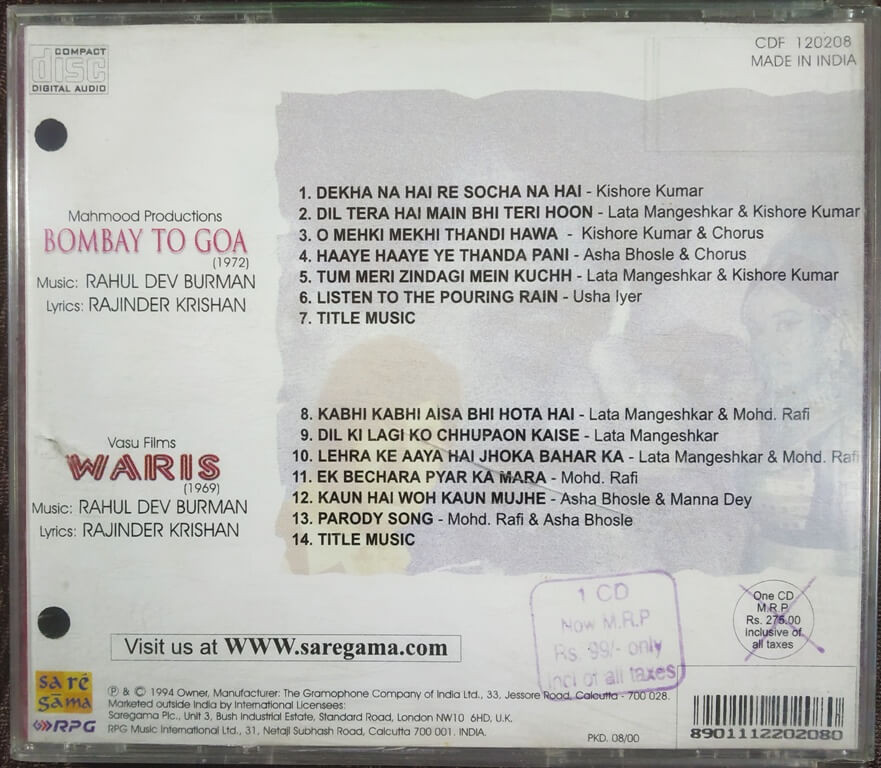 COMPACT
disc
DIGITAL AUDIO
CDF 120208
MADE IN INDIA
Mahmood Productions
BOMBAY TO GOA
(1972)
Music: RAHUL DEV BURMAN
Lyrics: RAJINDER KRISHAN
1. DEKHA NA HAI RE SOCHA NA HAI - Kishore Kumar
2. DIL TERA HAI MAIN BHI TERI HOON - Lata Mangeshkar & Kishore Kumar
3. O MEHKI MEKHI THANDI HAWA - Kishore Kumar & Chorus
4. HAAYE HAAYE YE THANDA PANI - Asha Bhosle & Chorus
5. TUM MERI ZINDAGI MEIN KUCHH - Lata Mangeshkar & Kishore Kumar
6. LISTEN TO THE POURING RAIN - Usha Iyer
7. TITLE MUSIC
Vasu Films
WARIS
(1969)
Music: RAHUL DEV BURMAN
Lyrics: RAJINDER KRISHAN
8. KABHI KABHI AISA BHI HOTA HAI - Lata Mangeshkar & Mohd. Rafi
9. DIL KI LAGI KO CHHUPAON KAISE - Lata Mangeshkar
10. LEHRA KE AAYA HAI JHOKA BAHAR KA - Lata Mangeshkar & Mohd. Rafi
11. EK BECHARA PYAR KA MARA - Mohd. Rafi
12. KAUN HAI WOH KAUN MUJHE - Asha Bhosle & Manna Dey
13. PARODY SONG - Mohd. Rafi & Asha Bhosle
14. TITLE MUSIC
1 CD
Now M.R.P
Rs. 99/- only
incl of all taxes
One CD
M.R.P
Rs. 275.00
inclusive of
all taxes
Visit us at WWW.saregama.com
sa re
gama
RPG
℗ & © 1994 Owner, Manufacturer: The Gramophone Company of India Ltd., 33, Jessore Road, Calcutta - 700 028.
Marketed outside India by International Licensees:
Saregama Plc., Unit 3, Bush Industrial Estate, Standard Road, London NW10 6HD, U.K.
RPG Music International Ltd., 31, Netaji Subhash Road, Calcutta 700 001. INDIA.
PKD. 08/00
8901112202080